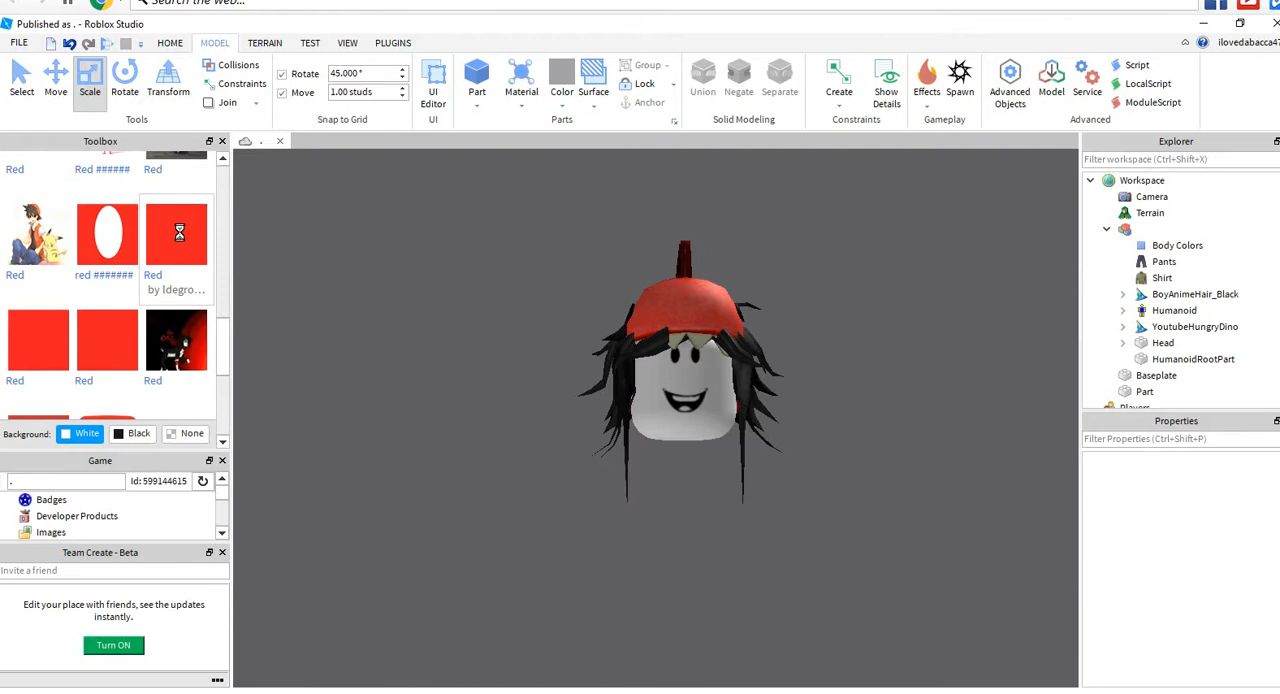 Search the web...
Published as . - Roblox Studio
FILE HOME MODEL TERRAIN TEST VIEW PLUGINS ilovedabacca47
Select Move Scale Rotate Transform
Collisions
Constraints
Join
Tools
Rotate 45.000°
Move 1.00 studs
Snap to Grid
UI Editor
UI
Part Material Color Surface
Group
Lock
Anchor
Parts
Union Negate Separate
Solid Modeling
Create Show Details
Constraints
Effects Spawn
Gameplay
Advanced Objects Model Service
Script
LocalScript
ModuleScript
Advanced
Toolbox
Red Red ###### Red
Red red ####### Red
by ldegro...
Red Red Red
Background: White Black None
Game
. Id: 599144615
Badges
Developer Products
Images
Team Create - Beta
Invite a friend
Edit your place with friends, see the updates
instantly.
Turn ON
.
Explorer
Filter workspace (Ctrl+Shift+X)
Workspace
Camera
Terrain
Body Colors
Pants
Shirt
BoyAnimeHair_Black
Humanoid
YoutubeHungryDino
Head
HumanoidRootPart
Baseplate
Part
Players
Properties
Filter Properties (Ctrl+Shift+P)